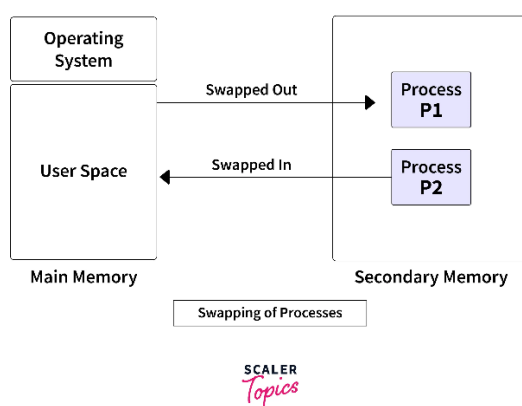 Operating
System
User Space
Main Memory
Swapped Out
Swapped In
Process
P1
Process
P2
Secondary Memory
Swapping of Processes
SCALER
Topics